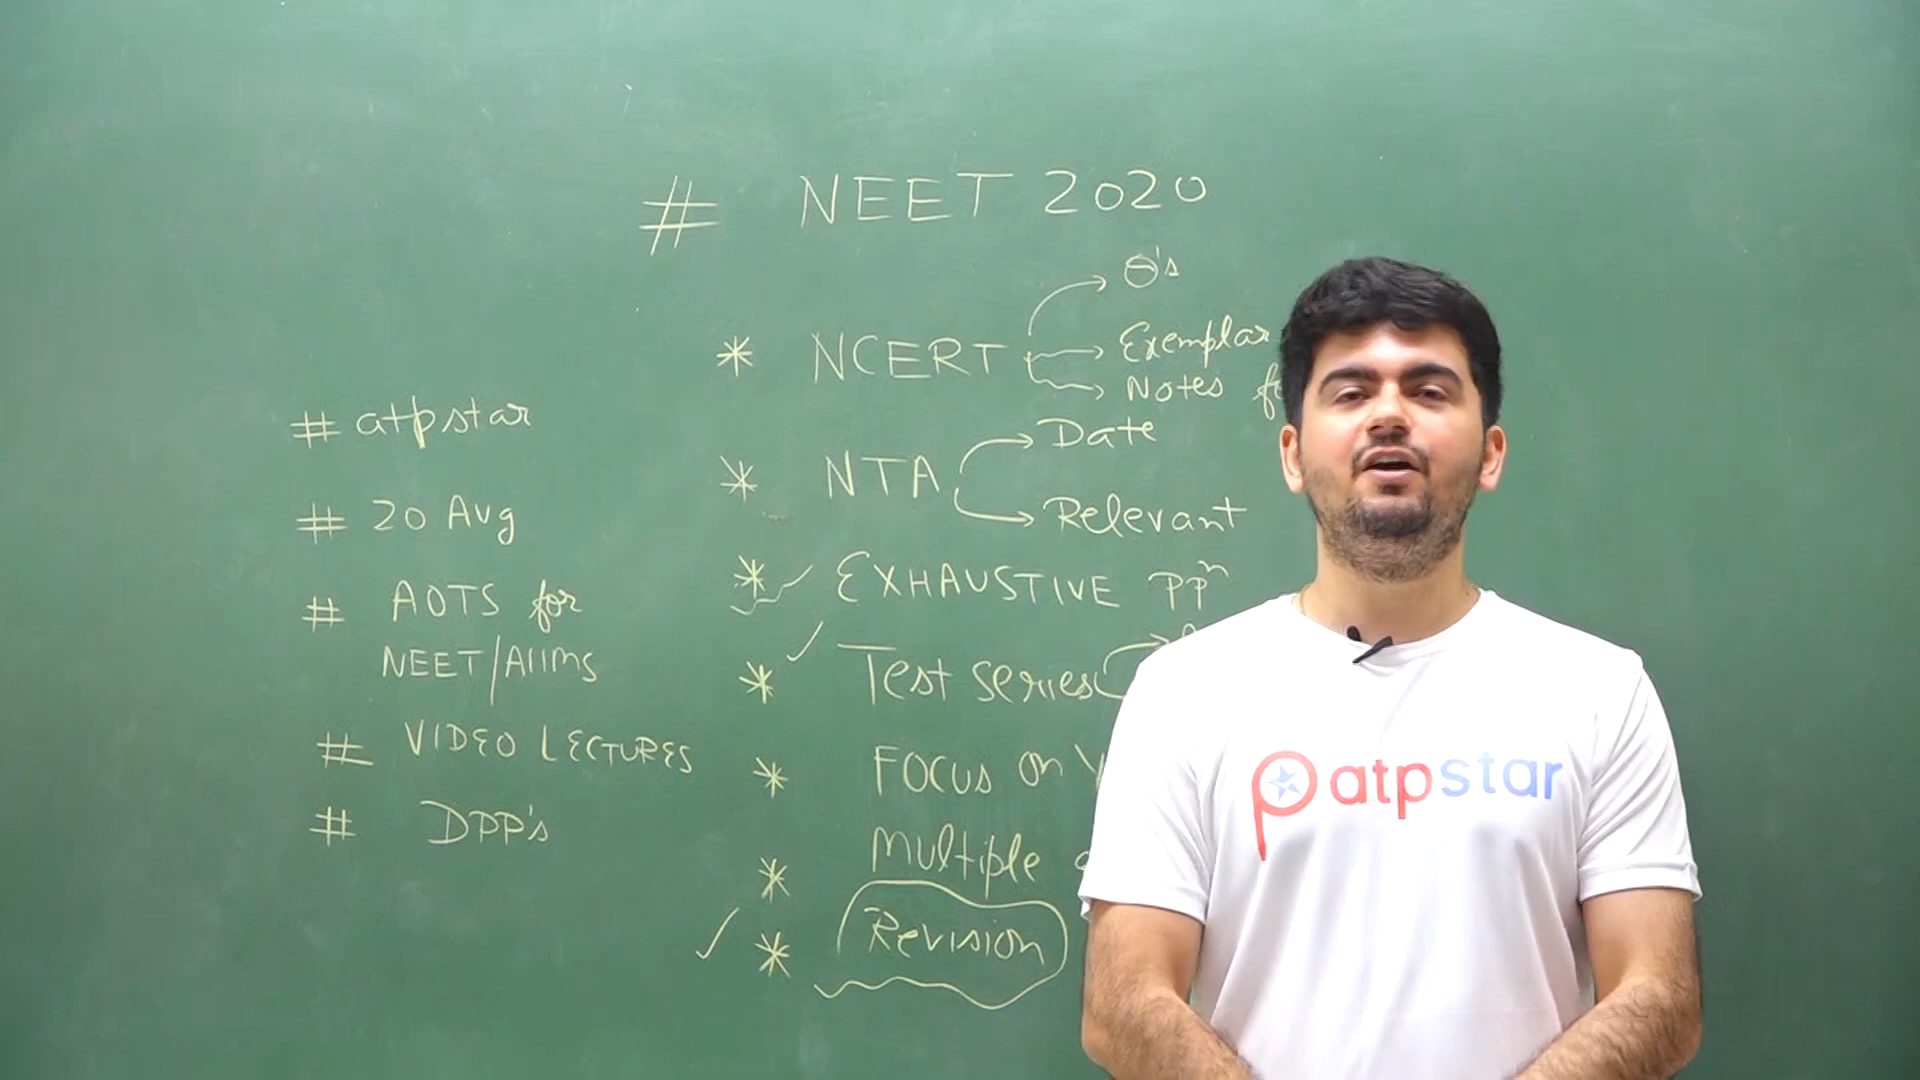 # NEET 2020
Q's
* NCERT Exemplar
Notes
Date
* NTA
Relevant
* EXHAUSTIVE PPn
* Test series
* FOCUS on
* Multiple
* Revision
# atpstar
# 20 Aug
# AOTS for
NEET/AIIMS
# VIDEO LECTURES
# DPP's
atpstar